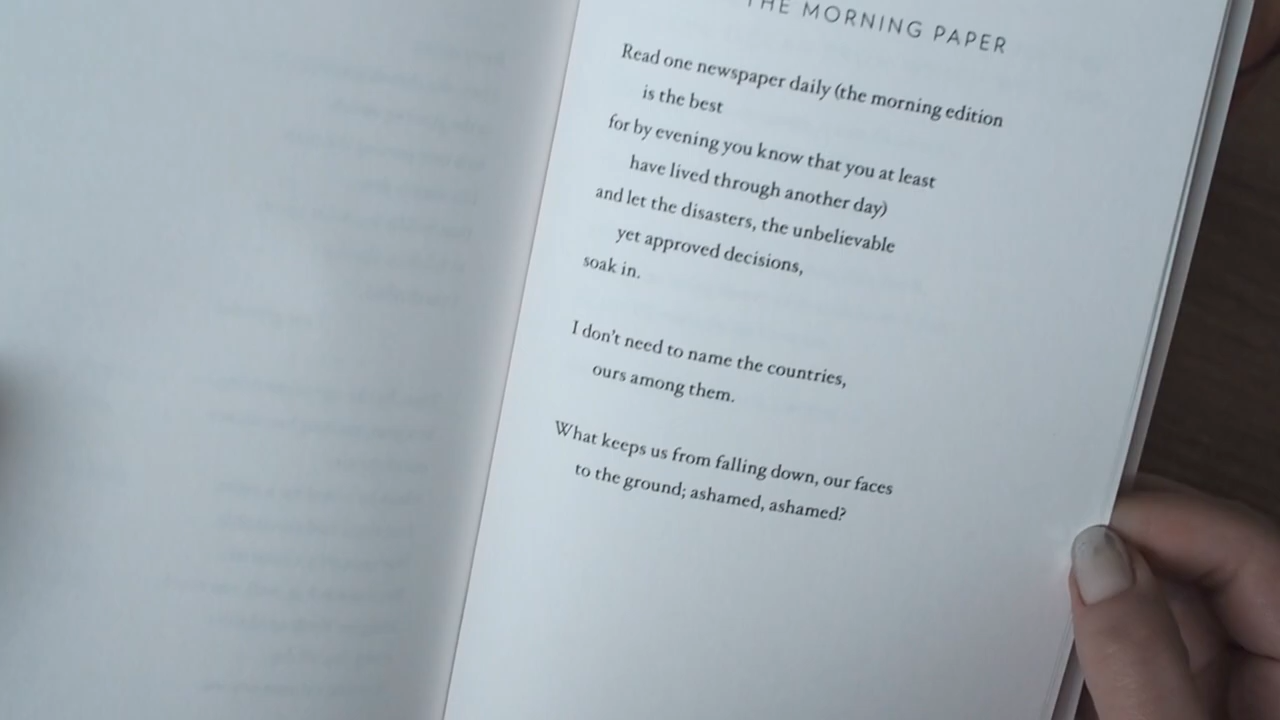 THE MORNING PAPER
Read one newspaper daily (the morning edition
is the best
for by evening you know that you at least
have lived through another day)
and let the disasters, the unbelievable
yet approved decisions,
soak in.
I don't need to name the countries,
ours among them.
What keeps us from falling down, our faces
to the ground; ashamed, ashamed?